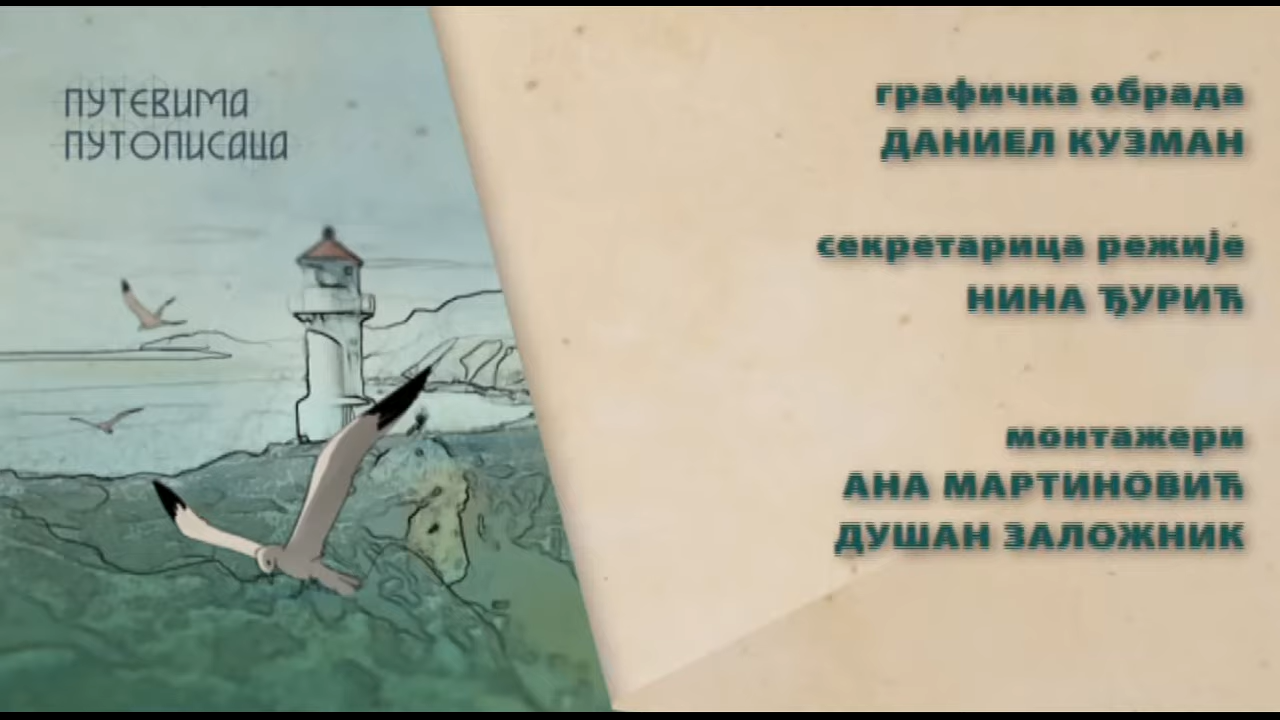 ПУТЕВИМА
ПУТОПИСАЦА
графичка обрада
ДАНИЕЛ КУЗМАН
секретарица режије
НИНА ЂУРИЋ
монтажери
АНА МАРТИНОВИЋ
ДУШАН ЗАЛОЖНИК